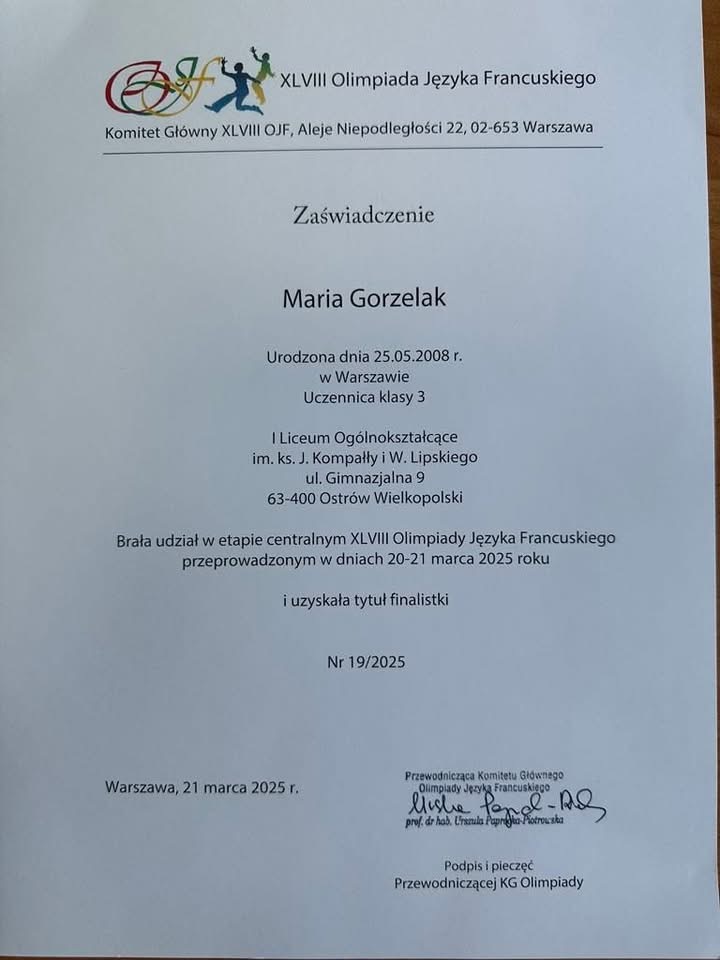 OJF XLVIII Olimpiada Języka Francuskiego
Komitet Główny XLVIII OJF, Aleje Niepodległości 22, 02-653 Warszawa
Zaświadczenie
Maria Gorzelak
Urodzona dnia 25.05.2008 r.
w Warszawie
Uczennica klasy 3
I Liceum Ogólnokształcące
im. ks. J. Kompałły i W. Lipskiego
ul. Gimnazjalna 9
63-400 Ostrów Wielkopolski
Brała udział w etapie centralnym XLVIII Olimpiady Języka Francuskiego
przeprowadzonym w dniach 20-21 marca 2025 roku
i uzyskała tytuł finalistki
Nr 19/2025
Warszawa, 21 marca 2025 r.
Przewodnicząca Komitetu Głównego
Olimpiady Języka Francuskiego
prof. dr hab. Urszula Paprocka-Piotrowska
Podpis i pieczęć
Przewodniczącej KG Olimpiady